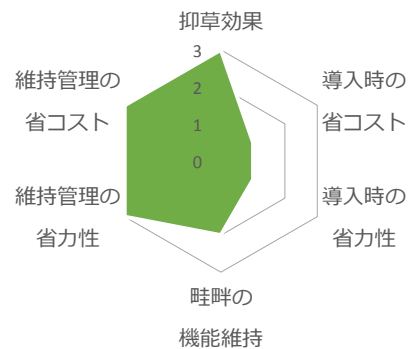 抑草効果
3
2
1
0
導入時の
省コスト
導入時の
省力性
畦畔の
機能維持
維持管理の
省力性
維持管理の
省コスト